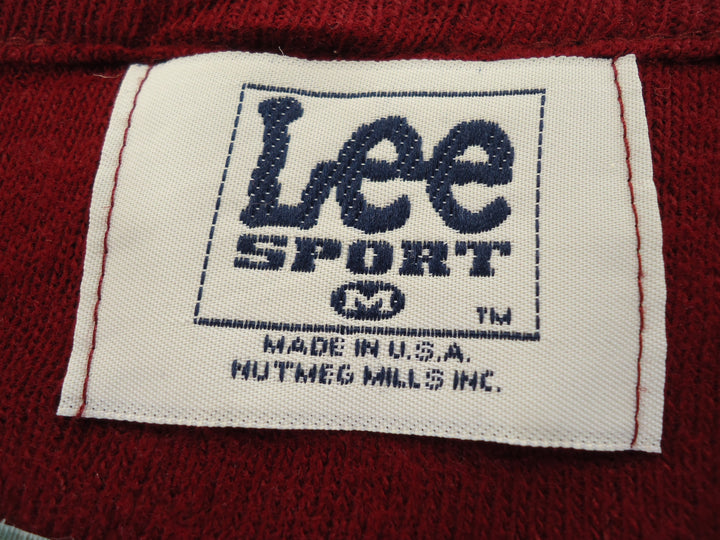 Lee
SPORT
M
TM
MADE IN U.S.A.
NUTMEG MILLS INC.